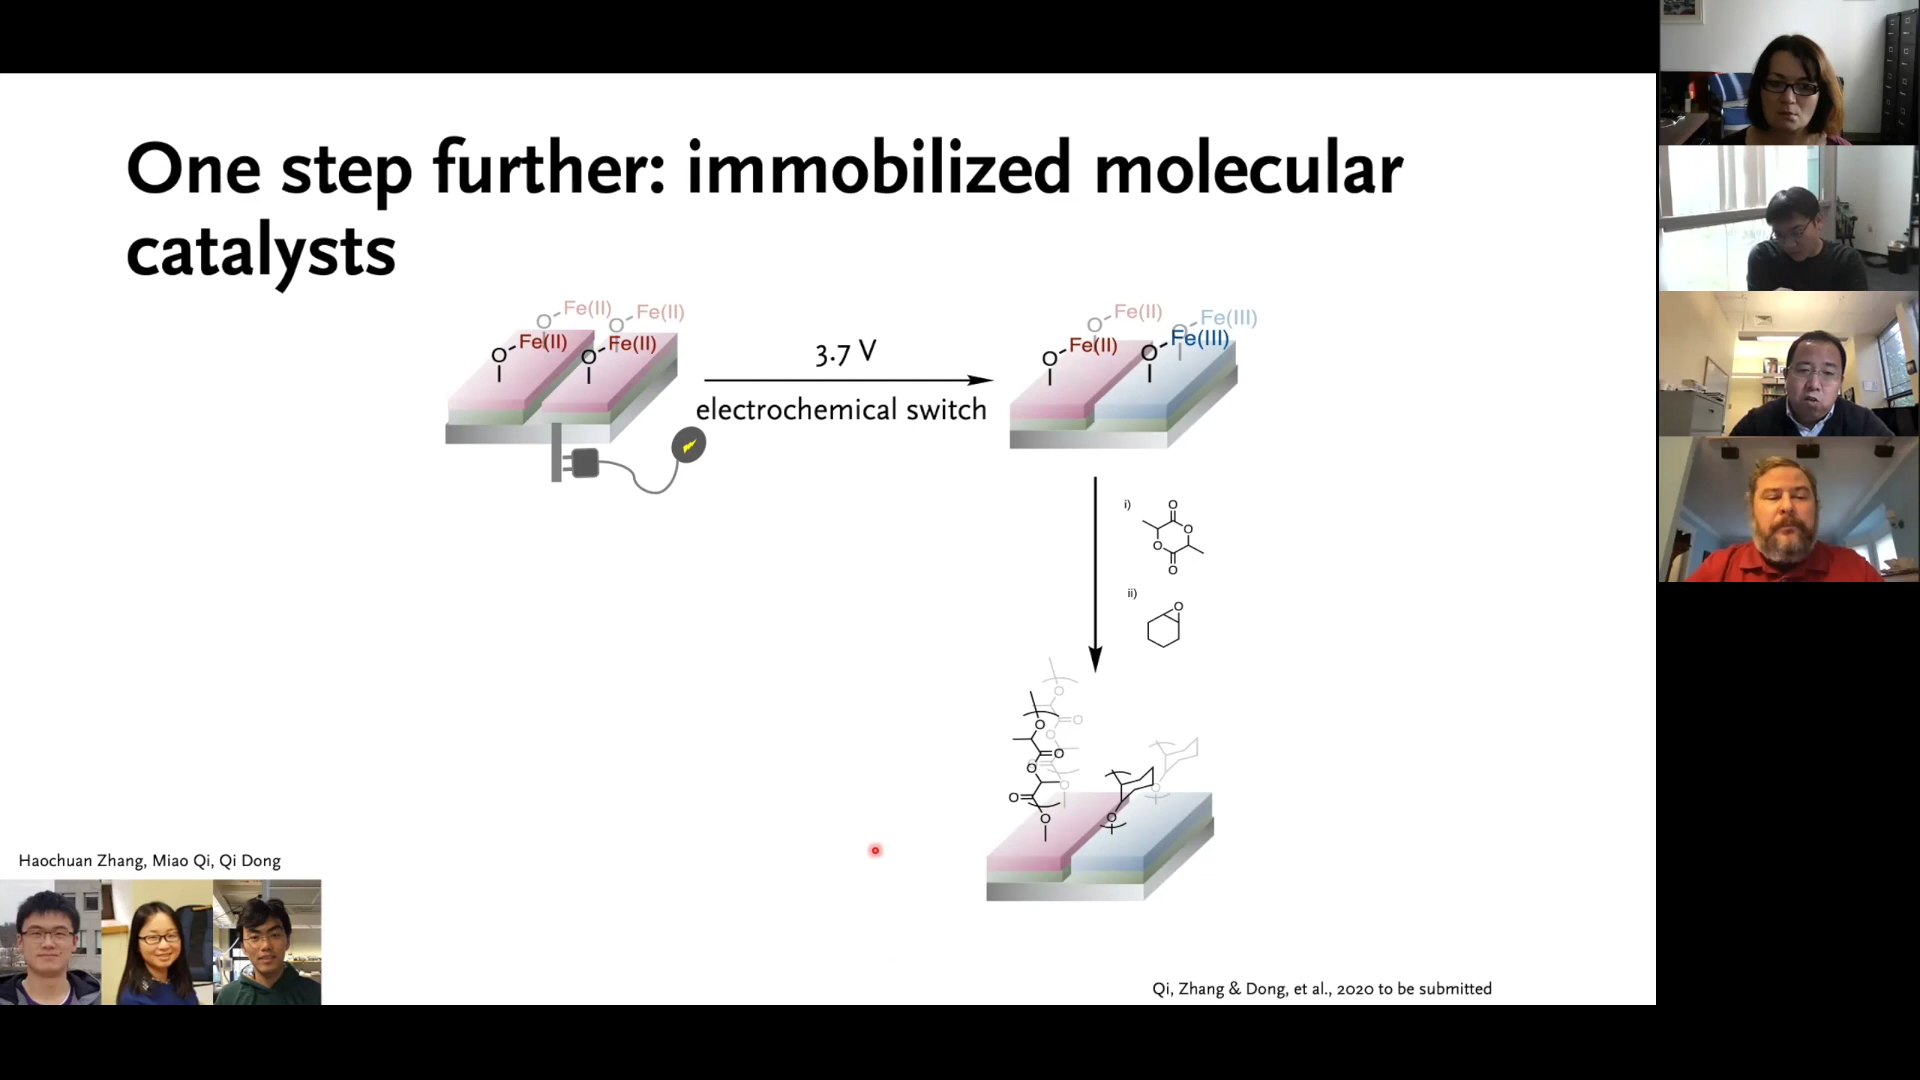 One step further: immobilized molecular
catalysts
O Fe(II) O Fe(II)
O Fe(II) O Fe(II)
3.7 V
electrochemical switch
O Fe(II) O Fe(III)
O Fe(II) O Fe(III)
i)
O
O
O
O
ii)
O
O
O
O
O
O
O
O
O
O
O
O
O
O
Haochuan Zhang, Miao Qi, Qi Dong
Qi, Zhang & Dong, et al., 2020 to be submitted